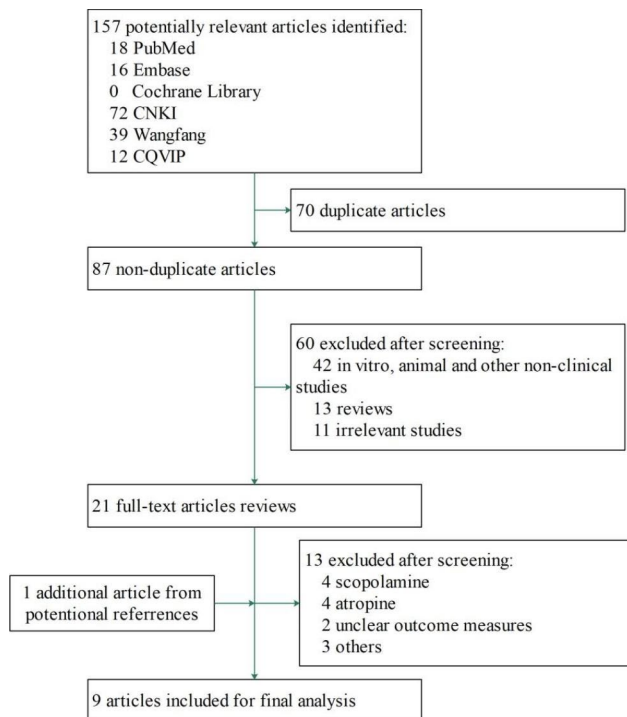 157 potentially relevant articles identified:
18 PubMed
16 Embase
0 Cochrane Library
72 CNKI
39 Wangfang
12 CQVIP
70 duplicate articles
87 non-duplicate articles
60 excluded after screening:
42 in vitro, animal and other non-clinical
studies
13 reviews
11 irrelevant studies
21 full-text articles reviews
13 excluded after screening:
4 scopolamine
4 atropine
2 unclear outcome measures
3 others
1 additional article from
potentional referrences
9 articles included for final analysis